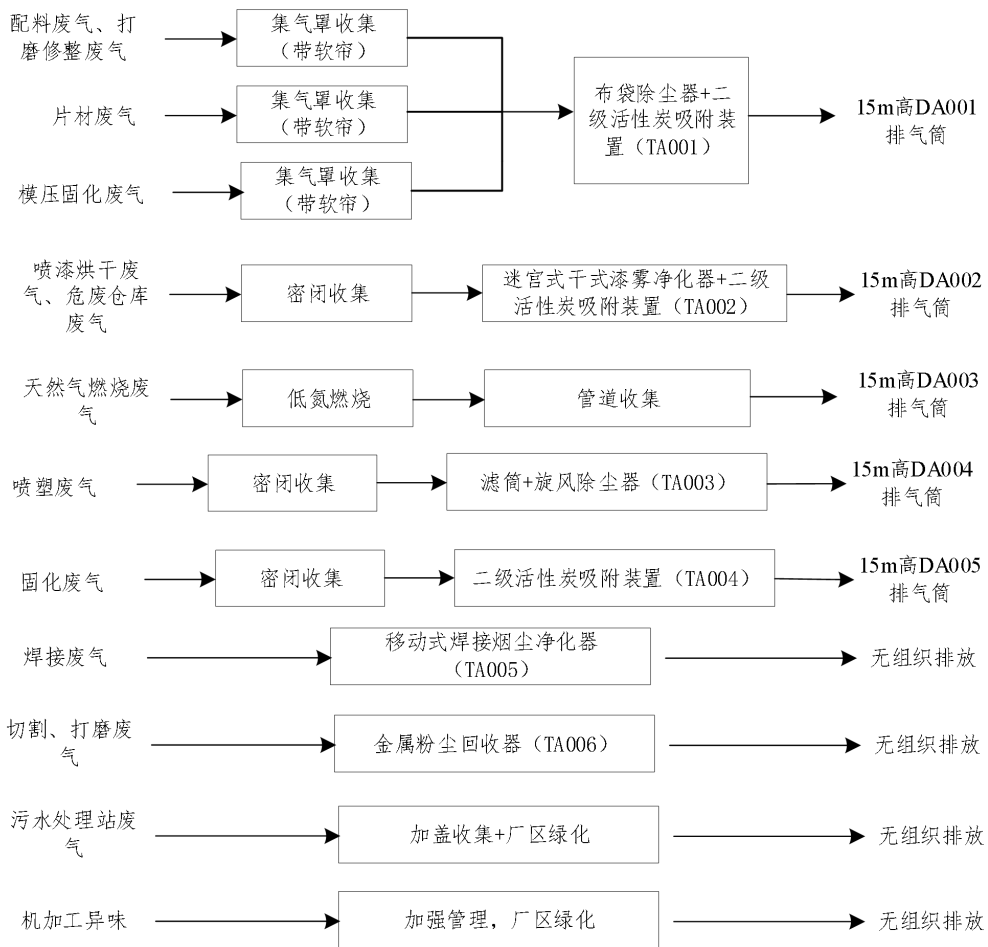 配料废气、打
磨修整废气
集气罩收集
（带软帘）
片材废气
集气罩收集
（带软帘）
模压固化废气
集气罩收集
（带软帘）
布袋除尘器+二
级活性炭吸附装
置（TA001）
15m高DA001
排气筒
喷漆烘干废
气、危废仓库
废气
密闭收集
迷宫式干式漆雾净化器+二级
活性炭吸附装置（TA002）
15m高DA002
排气筒
天然气燃烧废
气
低氮燃烧
管道收集
15m高DA003
排气筒
喷塑废气
密闭收集
滤筒+旋风除尘器（TA003）
15m高DA004
排气筒
固化废气
密闭收集
二级活性炭吸附装置（TA004）
15m高DA005
排气筒
焊接废气
移动式焊接烟尘净化器
（TA005）
无组织排放
切割、打磨废
气
金属粉尘回收器（TA006）
无组织排放
污水处理站废
气
加盖收集+厂区绿化
无组织排放
机加工异味
加强管理，厂区绿化
无组织排放